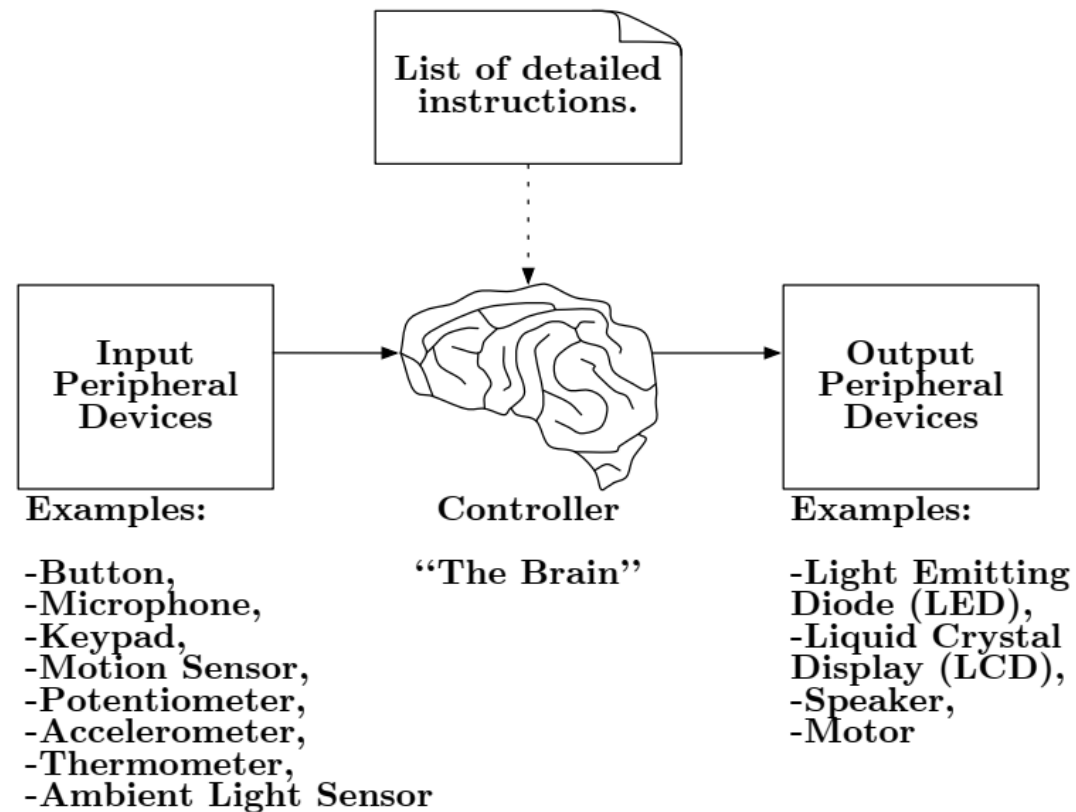 List of detailed
instructions.
Input
Peripheral
Devices
Output
Peripheral
Devices
Examples:
-Button,
-Microphone,
-Keypad,
-Motion Sensor,
-Potentiometer,
-Accelerometer,
-Thermometer,
-Ambient Light Sensor
Controller
“The Brain”
Examples:
-Light Emitting
Diode (LED),
-Liquid Crystal
Display (LCD),
-Speaker,
-Motor